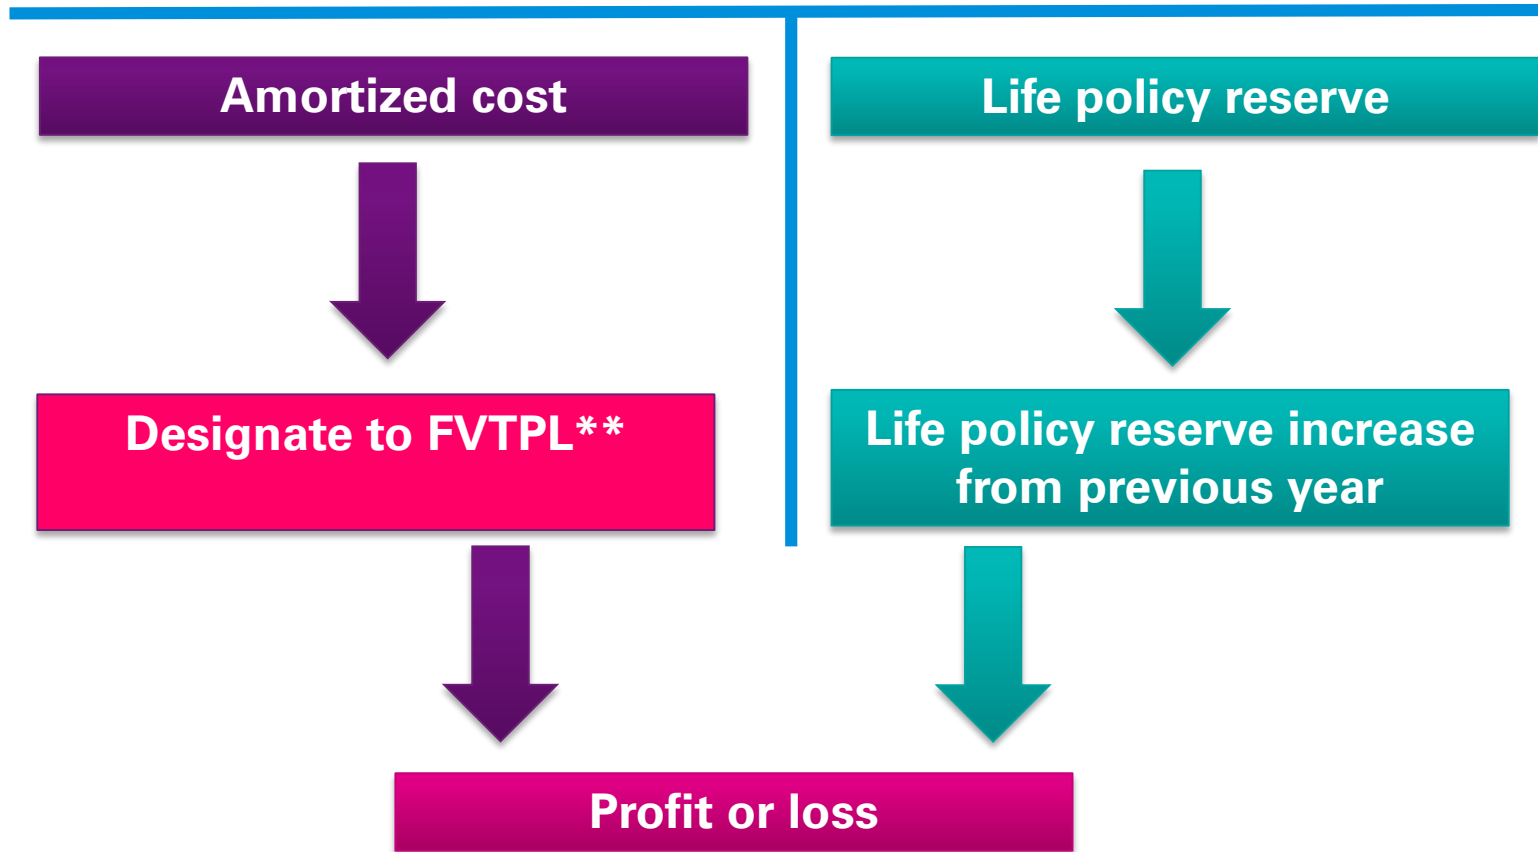 Amortized cost
Life policy reserve
Designate to FVTPL**
Life policy reserve increase
from previous year
Profit or loss